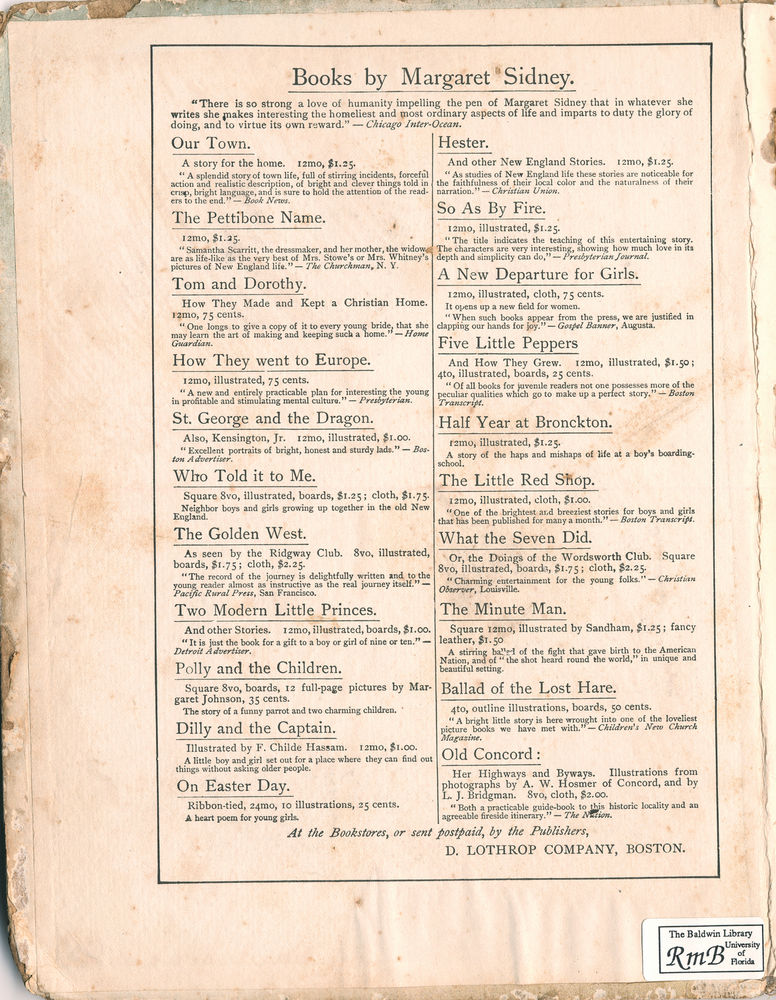 Books by Margaret Sidney.
"There is so strong a love of humanity impelling the pen of Margaret Sidney that in whatever she
writes she makes interesting the homeliest and most ordinary aspects of life and imparts to duty the glory of
doing, and to virtue its own reward." — Chicago Inter-Ocean.
Our Town.
A story for the home. 12mo, $1.25.
"A splendid story of town life, full of stirring incidents, forceful
action and realistic description, of bright and clever things told in
crisp, bright language, and is sure to hold the attention of the read-
ers to the end." — Book News.
The Pettibone Name.
12mo, $1.25.
"Samantha Scarritt, the dressmaker, and her mother, the widow,
are as life-like as the very best of Mrs. Stowe's or Mrs. Whitney's
pictures of New England life." — The Churchman, N. Y.
Tom and Dorothy.
How They Made and Kept a Christian Home.
12mo, 75 cents.
"One longs to give a copy of it to every young bride, that she
may learn the art of making and keeping such a home." — Home
Guardian.
How They went to Europe.
12mo, illustrated, 75 cents.
"A new and entirely practicable plan for interesting the young
in profitable and stimulating mental culture." — Presbyterian.
St. George and the Dragon.
Also, Kensington, Jr. 12mo, illustrated, $1.00.
"Excellent portraits of bright, honest and sturdy lads." — Bos-
ton Advertiser.
Who Told it to Me.
Square 8vo, illustrated, boards, $1.25; cloth, $1.75.
Neighbor boys and girls growing up together in the old New
England.
The Golden West.
As seen by the Ridgway Club. 8vo, illustrated,
boards, $1.75; cloth, $2.25.
"The record of the journey is delightfully written and to the
young reader almost as instructive as the real journey itself." —
Pacific Rural Press, San Francisco.
Two Modern Little Princes.
And other Stories. 12mo, illustrated, boards, $1.00.
"It is just the book for a gift to a boy or girl of nine or ten." —
Detroit Advertiser.
Polly and the Children.
Square 8vo, boards, 12 full-page pictures by Mar-
garet Johnson, 35 cents.
The story of a funny parrot and two charming children.
Dilly and the Captain.
Illustrated by F. Childe Hassam. 12mo, $1.00.
A little boy and girl set out for a place where they can find out
things without asking older people.
On Easter Day.
Ribbon-tied, 24mo, 10 illustrations, 25 cents.
A heart poem for young girls.
Hester.
And other New England Stories. 12mo, $1.25.
"As studies of New England life these stories are noticeable for
the faithfulness of their local color and the naturalness of their
narration." — Christian Union.
So As By Fire.
12mo, illustrated, $1.25.
"The title indicates the teaching of this entertaining story.
The characters are very interesting, showing how much love in its
depth and simplicity can do," — Presbyterian Journal.
A New Departure for Girls.
12mo, illustrated, cloth, 75 cents.
It opens up a new field for women.
"When such books appear from the press, we are justified in
clapping our hands for joy." — Gospel Banner, Augusta.
Five Little Peppers
And How They Grew. 12mo, illustrated, $1.50;
4to, illustrated, boards, 25 cents.
"Of all books for juvenile readers not one possesses more of the
peculiar qualities which go to make up a perfect story." — Boston
Transcript.
Half Year at Bronckton.
12mo, illustrated, $1.25.
A story of the haps and mishaps of life at a boy's boarding-
school.
The Little Red Shop.
12mo, illustrated, cloth, $1.00.
"One of the brightest and breeziest stories for boys and girls
that has been published for many a month." — Boston Transcript.
What the Seven Did.
Or, the Doings of the Wordsworth Club. Square
8vo, illustrated, boards, $1.75; cloth, $2.25.
"Charming entertainment for the young folks." — Christian
Observer, Louisville.
The Minute Man.
Square 12mo, illustrated by Sandham, $1.25; fancy
leather, $1.50
A stirring ballad of the fight that gave birth to the American
Nation, and of "the shot heard round the world," in unique and
beautiful setting.
Ballad of the Lost Hare.
4to, outline illustrations, boards, 50 cents.
"A bright little story is here wrought into one of the loveliest
picture books we have met with." — Children's New Church
Magazine.
Old Concord:
Her Highways and Byways. Illustrations from
photographs by A. W. Hosmer of Concord, and by
L. J. Bridgman. 8vo, cloth, $2.00.
"Both a practicable guide-book to this historic locality and an
agreeable fireside itinerary." — The Nation.
At the Bookstores, or sent postpaid, by the Publishers,
D. LOTHROP COMPANY, BOSTON.
The Baldwin Library
RmB University
of
Florida